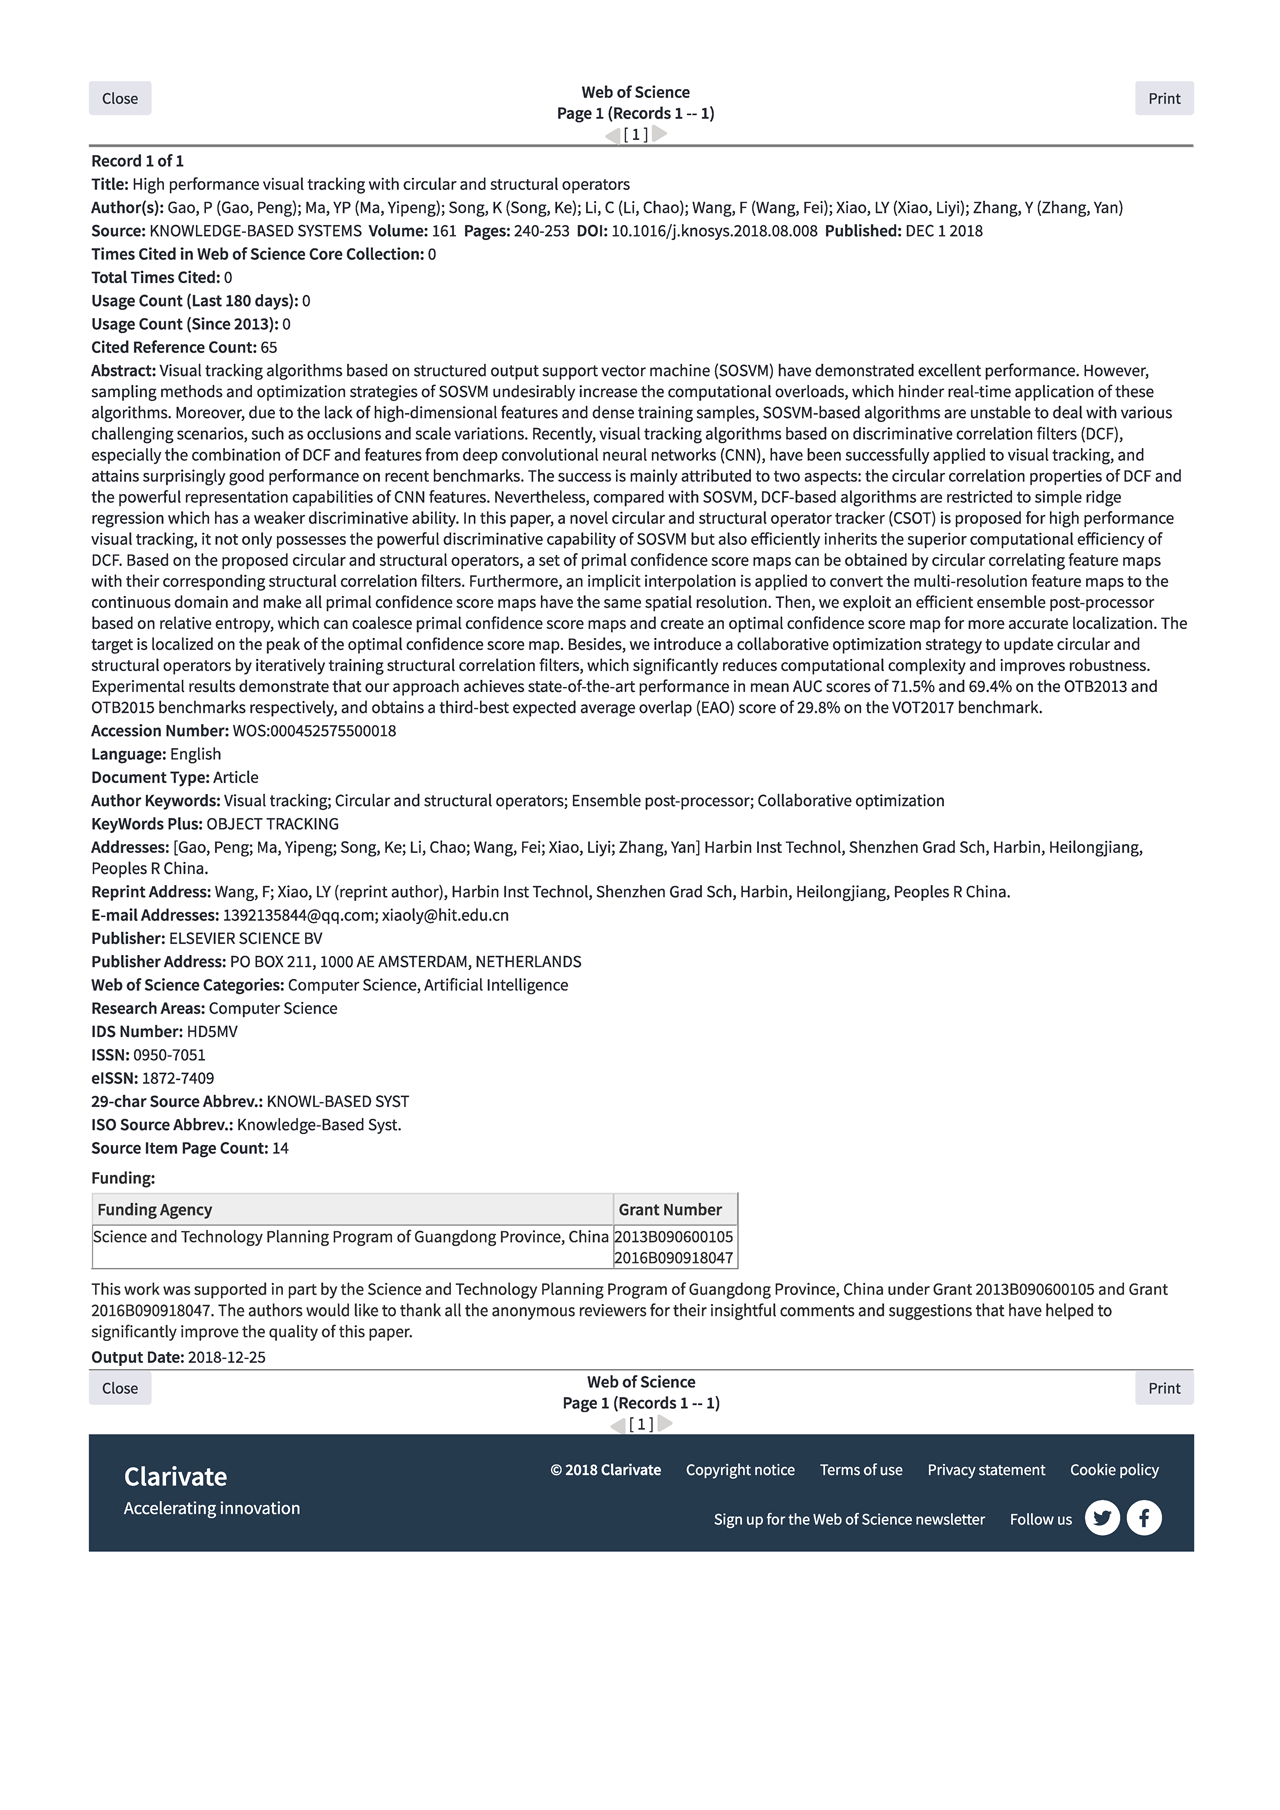 Close
Web of Science
Print
Page 1 (Records 1 -- 1)
[ 1 ]
Record 1 of 1
Title: High performance visual tracking with circular and structural operators
Author(s): Gao, P (Gao, Peng); Ma, YP (Ma, Yipeng); Song, K (Song, Ke); Li, C (Li, Chao); Wang, F (Wang, Fei); Xiao, LY (Xiao, Liyi); Zhang, Y (Zhang, Yan)
Source: KNOWLEDGE-BASED SYSTEMS Volume: 161 Pages: 240-253 DOI: 10.1016/j.knosys.2018.08.008 Published: DEC 1 2018
Times Cited in Web of Science Core Collection: 0
Total Times Cited: 0
Usage Count (Last 180 days): 0
Usage Count (Since 2013): 0
Cited Reference Count: 65
Abstract: Visual tracking algorithms based on structured output support vector machine (SOSVM) have demonstrated excellent performance. However,
sampling methods and optimization strategies of SOSVM undesirably increase the computational overloads, which hinder real-time application of these
algorithms. Moreover, due to the lack of high-dimensional features and dense training samples, SOSVM-based algorithms are unstable to deal with various
challenging scenarios, such as occlusions and scale variations. Recently, visual tracking algorithms based on discriminative correlation filters (DCF),
especially the combination of DCF and features from deep convolutional neural networks (CNN), have been successfully applied to visual tracking, and
attains surprisingly good performance on recent benchmarks. The success is mainly attributed to two aspects: the circular correlation properties of DCF and
the powerful representation capabilities of CNN features. Nevertheless, compared with SOSVM, DCF-based algorithms are restricted to simple ridge
regression which has a weaker discriminative ability. In this paper, a novel circular and structural operator tracker (CSOT) is proposed for high performance
visual tracking, it not only possesses the powerful discriminative capability of SOSVM but also efficiently inherits the superior computational efficiency of
DCF. Based on the proposed circular and structural operators, a set of primal confidence score maps can be obtained by circular correlating feature maps
with their corresponding structural correlation filters. Furthermore, an implicit interpolation is applied to convert the multi-resolution feature maps to the
continuous domain and make all primal confidence score maps have the same spatial resolution. Then, we exploit an efficient ensemble post-processor
based on relative entropy, which can coalesce primal confidence score maps and create an optimal confidence score map for more accurate localization. The
target is localized on the peak of the optimal confidence score map. Besides, we introduce a collaborative optimization strategy to update circular and
structural operators by iteratively training structural correlation filters, which significantly reduces computational complexity and improves robustness.
Experimental results demonstrate that our approach achieves state-of-the-art performance in mean AUC scores of 71.5% and 69.4% on the OTB2013 and
OTB2015 benchmarks respectively, and obtains a third-best expected average overlap (EAO) score of 29.8% on the VOT2017 benchmark.
Accession Number: WOS:000452575500018
Language: English
Document Type: Article
Author Keywords: Visual tracking; Circular and structural operators; Ensemble post-processor; Collaborative optimization
KeyWords Plus: OBJECT TRACKING
Addresses: [Gao, Peng; Ma, Yipeng; Song, Ke; Li, Chao; Wang, Fei; Xiao, Liyi; Zhang, Yan] Harbin Inst Technol, Shenzhen Grad Sch, Harbin, Heilongjiang,
Peoples R China.
Reprint Address: Wang, F; Xiao, LY (reprint author), Harbin Inst Technol, Shenzhen Grad Sch, Harbin, Heilongjiang, Peoples R China.
E-mail Addresses: 1392135844@qq.com; xiaoly@hit.edu.cn
Publisher: ELSEVIER SCIENCE BV
Publisher Address: PO BOX 211, 1000 AE AMSTERDAM, NETHERLANDS
Web of Science Categories: Computer Science, Artificial Intelligence
Research Areas: Computer Science
IDS Number: HD5MV
ISSN: 0950-7051
eISSN: 1872-7409
29-char Source Abbrev.: KNOWL-BASED SYST
ISO Source Abbrev.: Knowledge-Based Syst.
Source Item Page Count: 14
Funding:
Funding Agency Grant Number
Science and Technology Planning Program of Guangdong Province, China 2013B090600105
2016B090918047
This work was supported in part by the Science and Technology Planning Program of Guangdong Province, China under Grant 2013B090600105 and Grant
2016B090918047. The authors would like to thank all the anonymous reviewers for their insightful comments and suggestions that have helped to
significantly improve the quality of this paper.
Output Date: 2018-12-25
Close
Web of Science
Print
Page 1 (Records 1 -- 1)
[ 1 ]
Clarivate
Accelerating innovation
© 2018 Clarivate Copyright notice Terms of use Privacy statement Cookie policy
Sign up for the Web of Science newsletter Follow us